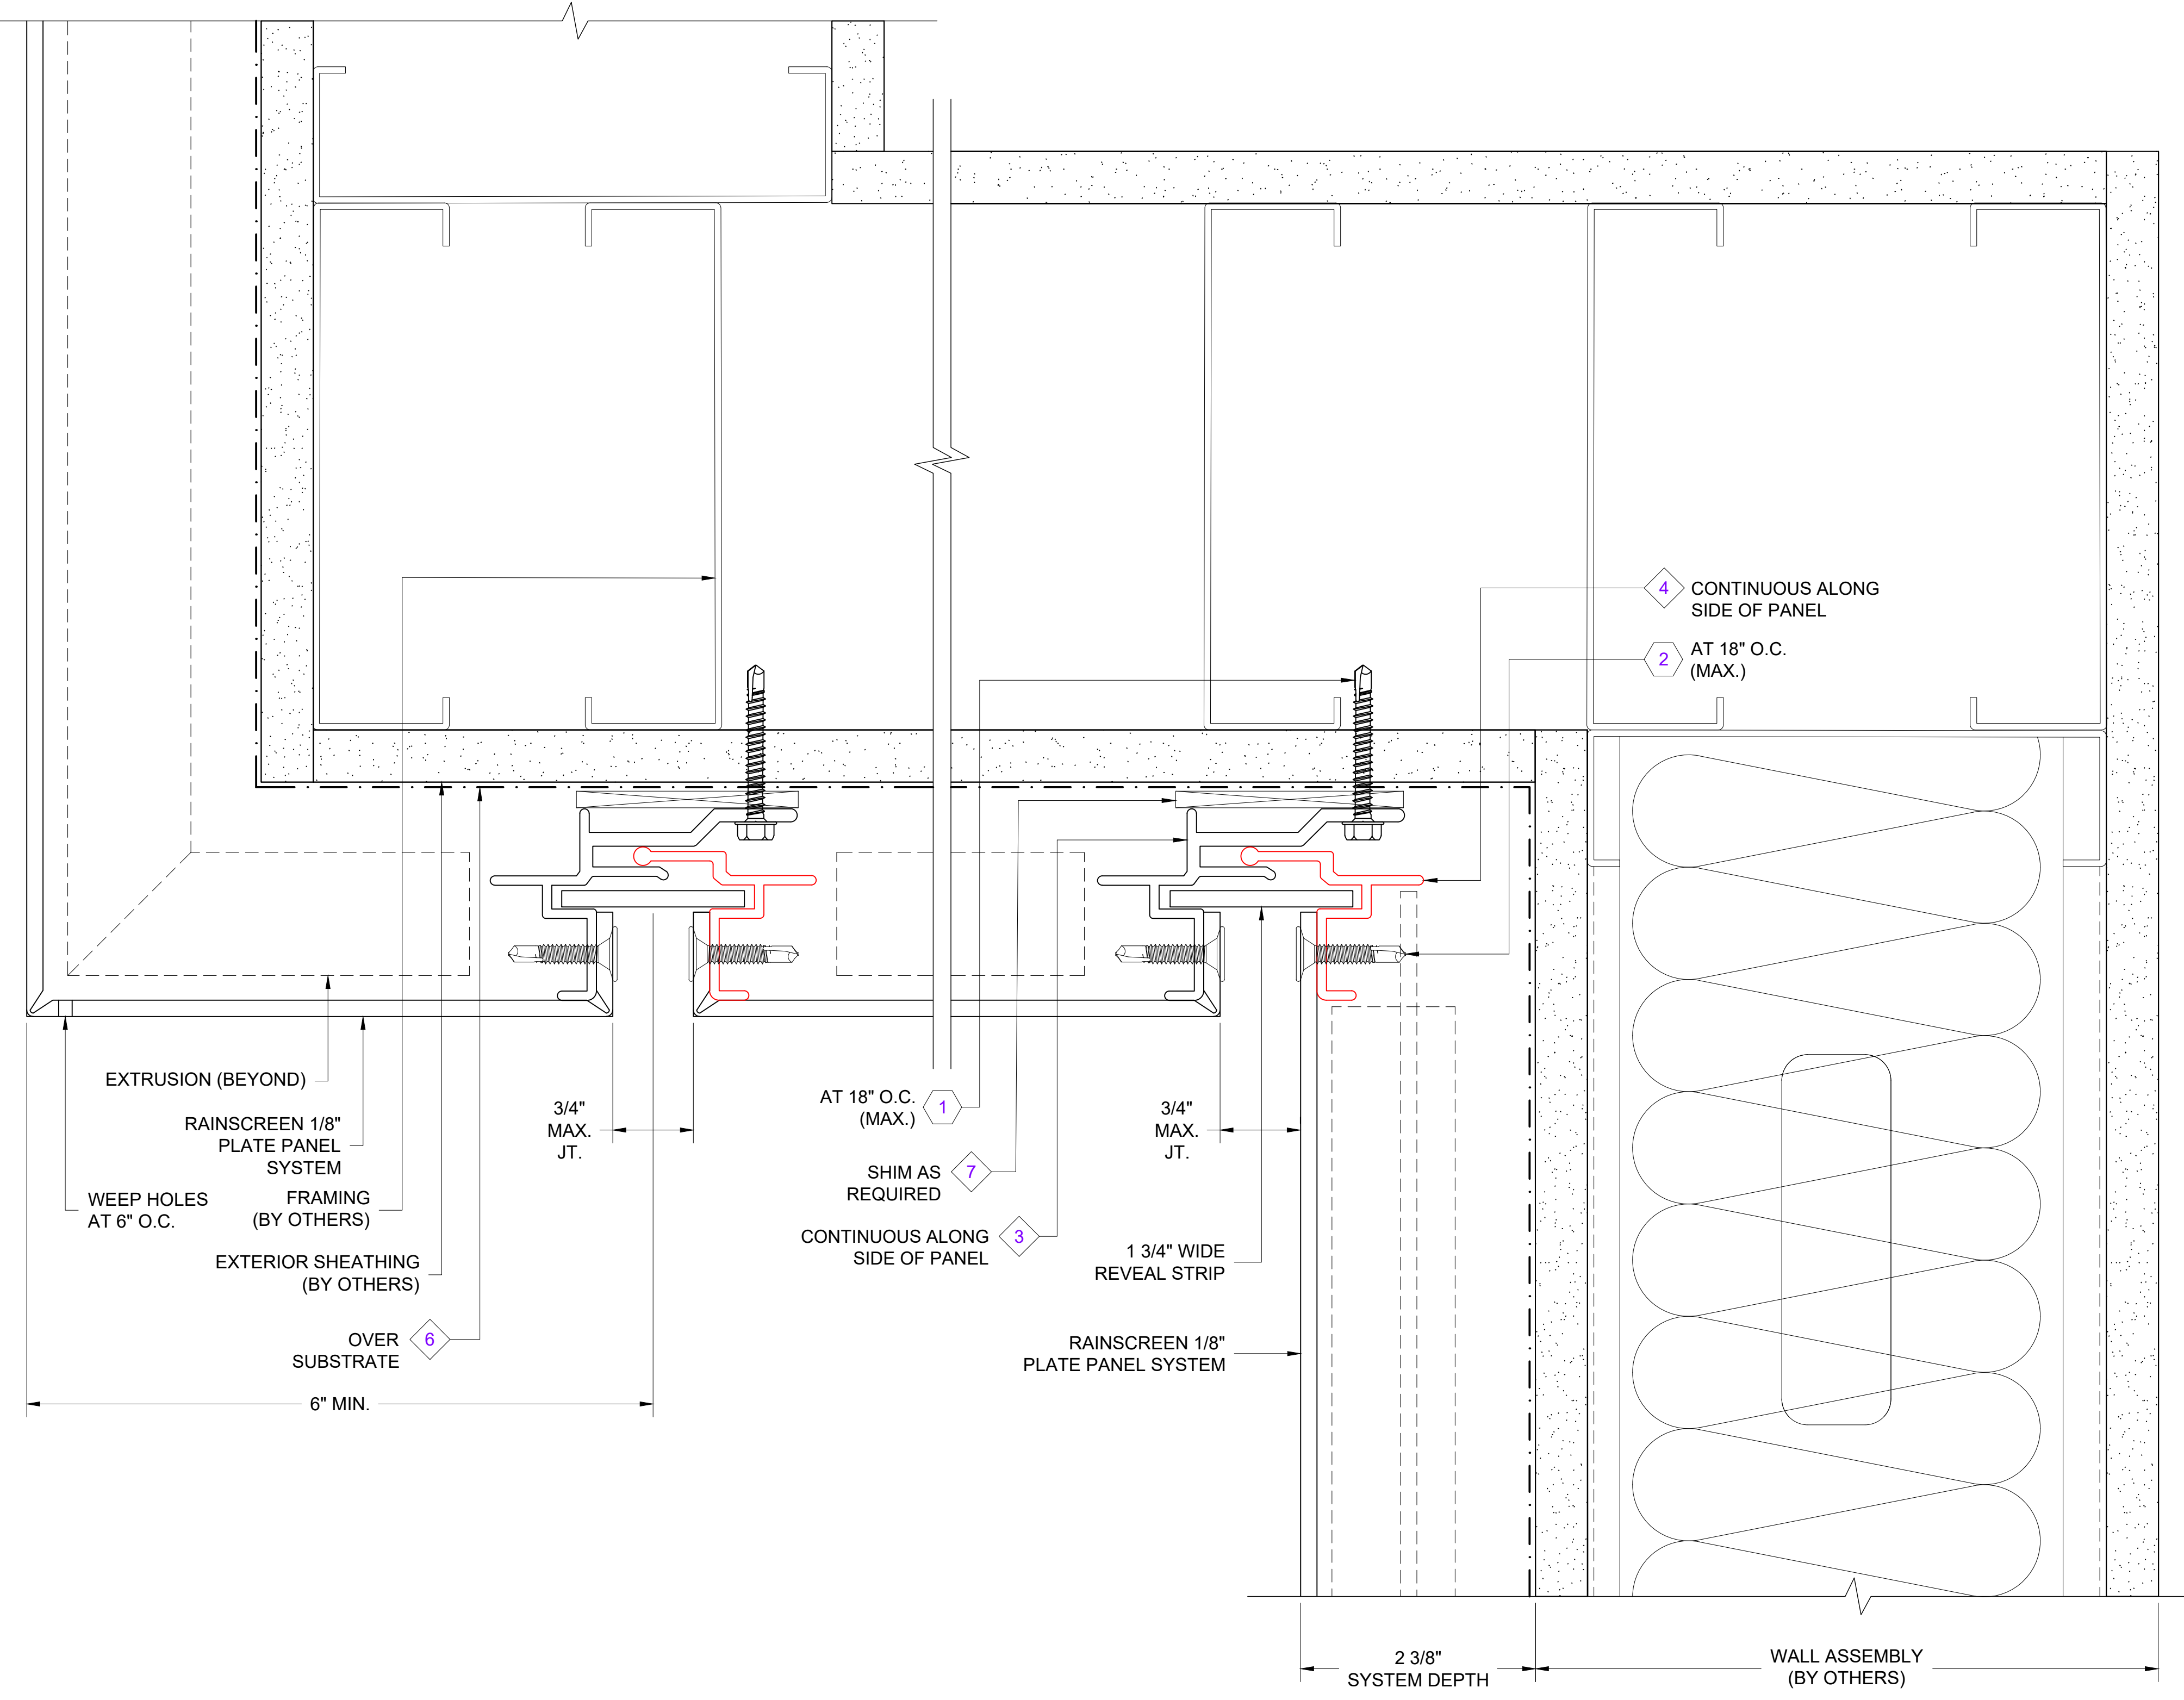 4
CONTINUOUS ALONG
SIDE OF PANEL
2
AT 18" O.C.
(MAX.)
EXTRUSION (BEYOND)
RAINSCREEN 1/8"
PLATE PANEL
SYSTEM
WEEP HOLES
AT 6" O.C.
FRAMING
(BY OTHERS)
EXTERIOR SHEATHING
(BY OTHERS)
OVER
SUBSTRATE
6
6" MIN.
3/4"
MAX.
JT.
AT 18" O.C.
(MAX.)
1
SHIM AS
REQUIRED
7
CONTINUOUS ALONG
SIDE OF PANEL
3
3/4"
MAX.
JT.
1 3/4" WIDE
REVEAL STRIP
RAINSCREEN 1/8"
PLATE PANEL SYSTEM
2 3/8"
SYSTEM DEPTH
WALL ASSEMBLY
(BY OTHERS)